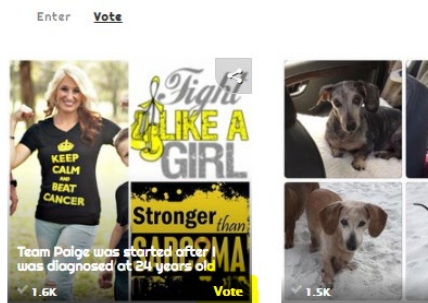 Enter Vote
Fight
LIKE A
GIRL
KEEP
CALM
AND
BEAT
CANCER
Stronger than
SARCOMA
Team Paige was started after I
was diagnosed at 24 years old
1.6K Vote
1.5K